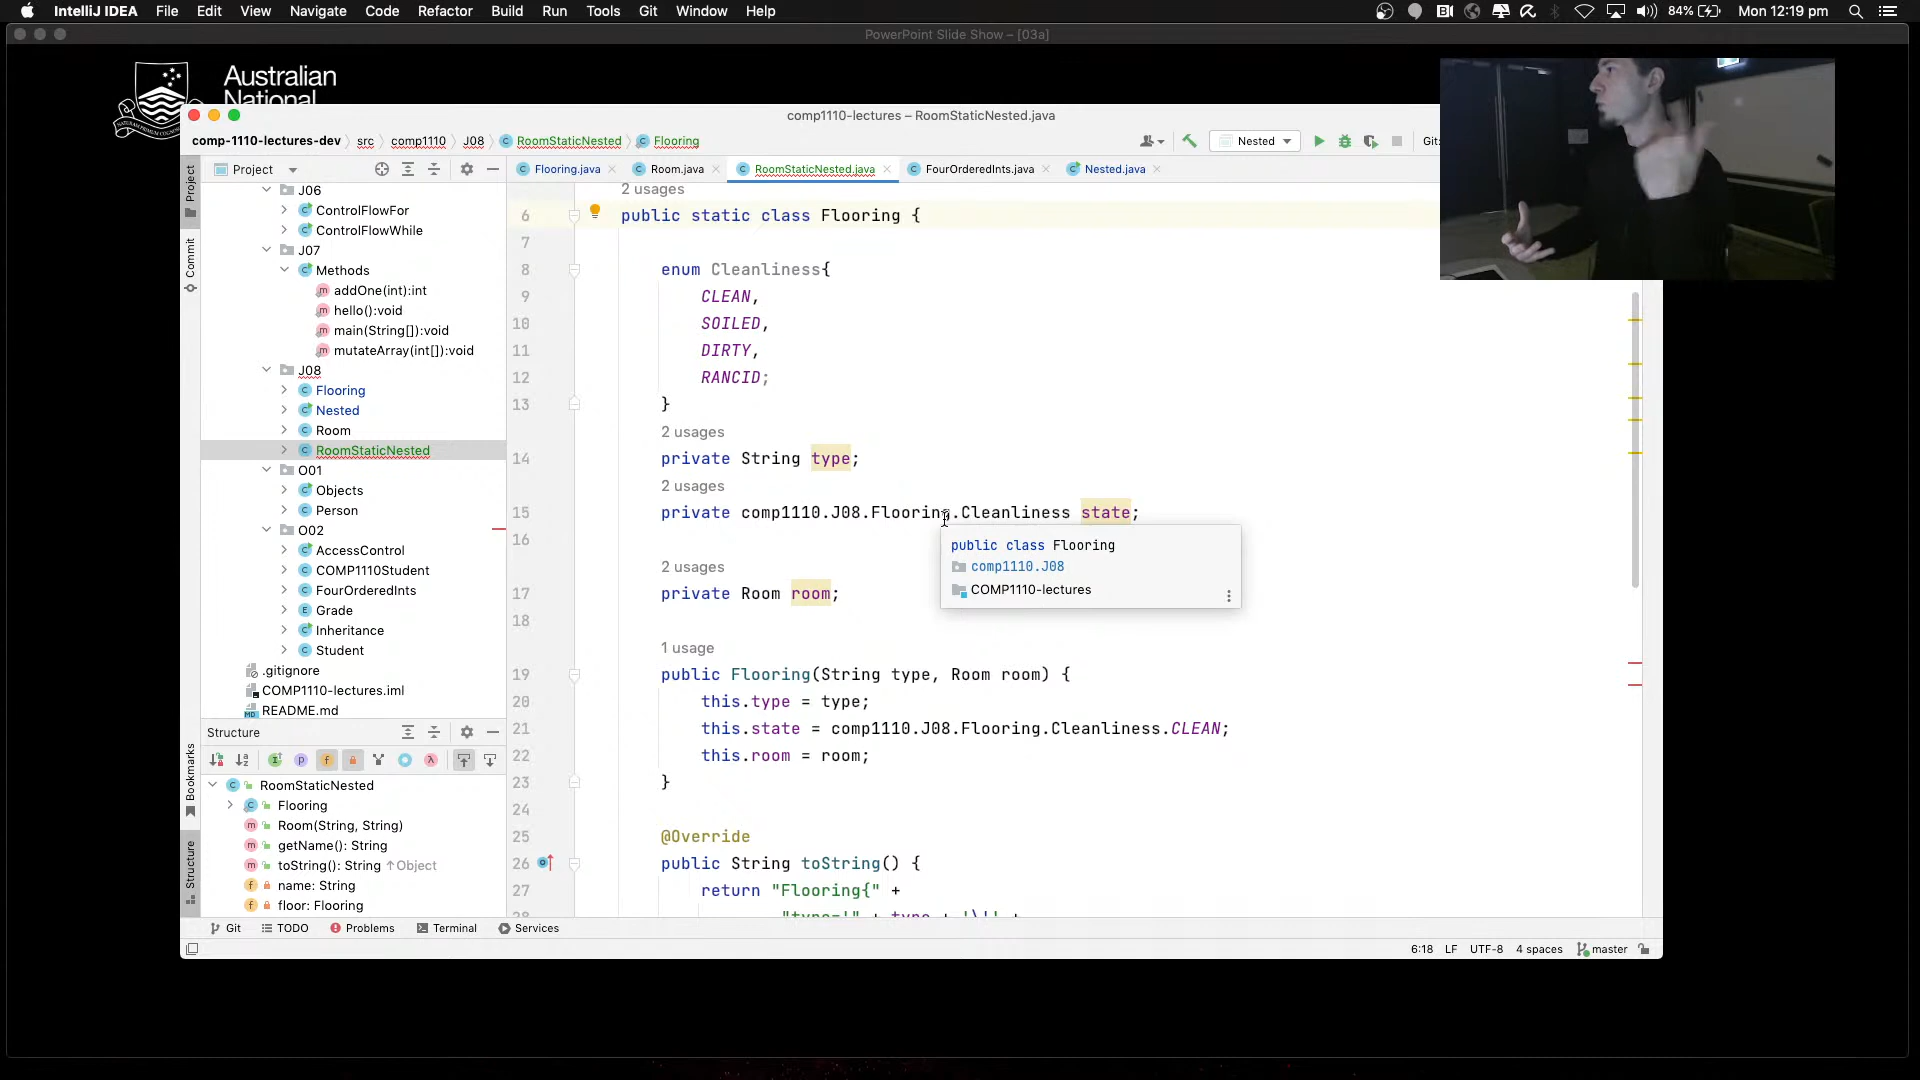 IntelliJ IDEA File Edit View Navigate Code Refactor Build Run Tools Git Window Help 84% Mon 12:19 pm
PowerPoint Slide Show – [03a]
Australian
National
comp1110-lectures – RoomStaticNested.java
comp-1110-lectures-dev src comp1110 J08 RoomStaticNested Flooring Nested Git:
Project Flooring.java Room.java RoomStaticNested.java FourOrderedInts.java Nested.java
Project
Commit
Bookmarks
Structure
J06
ControlFlowFor
ControlFlowWhile
J07
Methods
addOne(int):int
hello():void
main(String[]):void
mutateArray(int[]):void
J08
Flooring
Nested
Room
RoomStaticNested
O01
Objects
Person
O02
AccessControl
COMP1110Student
FourOrderedInts
Grade
Inheritance
Student
.gitignore
COMP1110-lectures.iml
README.md
Structure
RoomStaticNested
Flooring
Room(String, String)
getName(): String
toString(): String ↑Object
name: String
floor: Flooring
2 usages
6 public static class Flooring {
7
8 enum Cleanliness{
9 CLEAN,
10 SOILED,
11 DIRTY,
12 RANCID;
13 }
2 usages
14 private String type;
2 usages
15 private comp1110.J08.Flooring.Cleanliness state;
16
public class Flooring
comp1110.J08
COMP1110-lectures
2 usages
17 private Room room;
18
1 usage
19 public Flooring(String type, Room room) {
20 this.type = type;
21 this.state = comp1110.J08.Flooring.Cleanliness.CLEAN;
22 this.room = room;
23 }
24
25 @Override
26 public String toString() {
27 return "Flooring{" +
28 "type='" + type + '\'' +
Git TODO Problems Terminal Services
6:18 LF UTF-8 4 spaces master